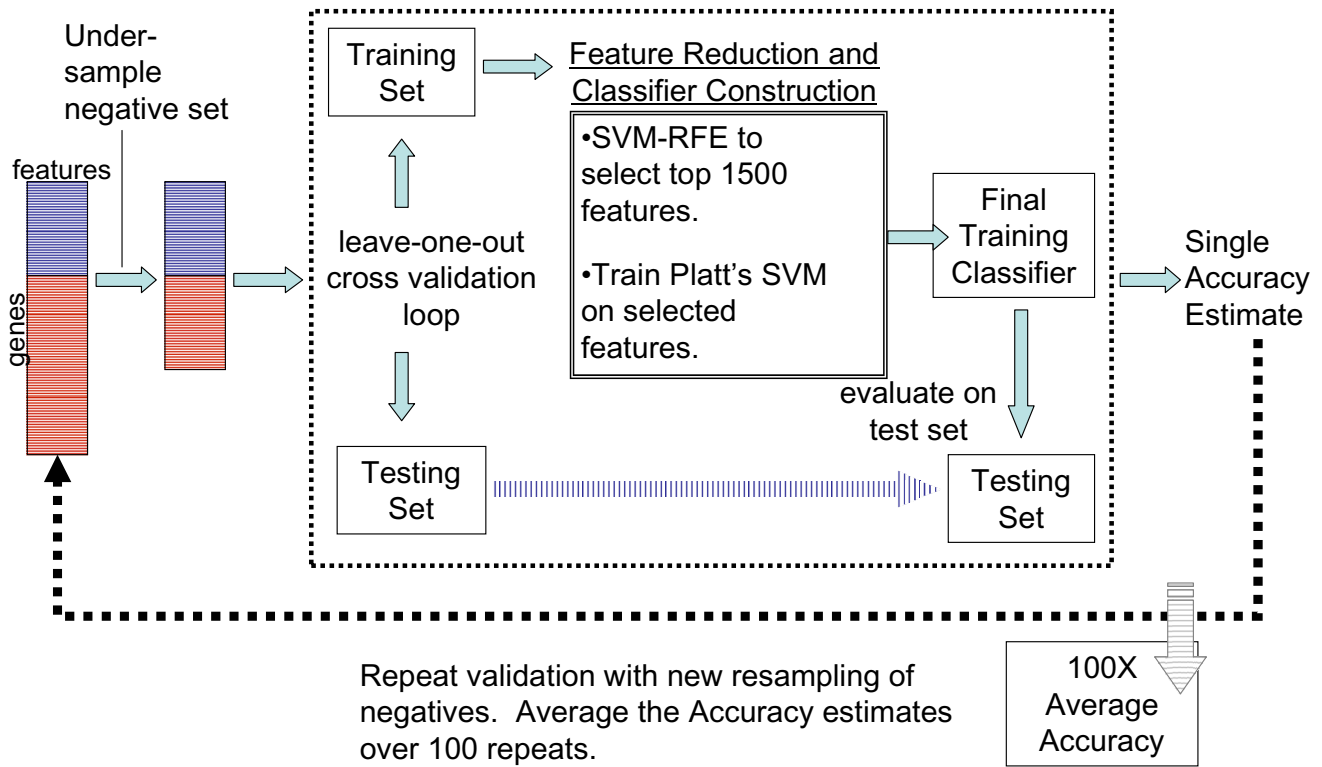 Under-
sample
negative set
features
genes
Training
Set
leave-one-out
cross validation
loop
Testing
Set
Feature Reduction and
Classifier Construction
•SVM-RFE to
select top 1500
features.
•Train Platt's SVM
on selected
features.
Final
Training
Classifier
evaluate on
test set
Testing
Set
Single
Accuracy
Estimate
Repeat validation with new resampling of
negatives.  Average the Accuracy estimates
over 100 repeats.
100X
Average
Accuracy